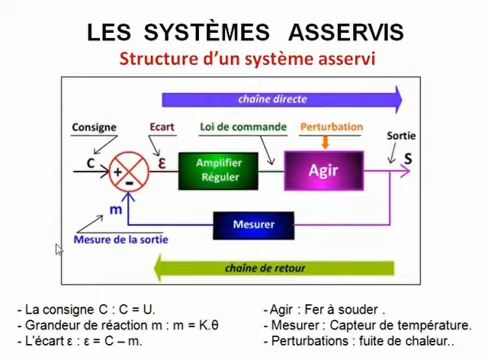 LES SYSTÈMES ASSERVIS
Structure d'un système asservi
chaîne directe
Consigne
Ecart
Loi de commande
Perturbation
Sortie
C
+
-
ε
Amplifier
Réguler
Agir
S
m
Mesurer
Mesure de la sortie
chaîne de retour
- La consigne C : C = U.
- Grandeur de réaction m : m = K.θ
- L'écart ε : ε = C – m.
- Agir : Fer à souder .
- Mesurer : Capteur de température.
- Perturbations : fuite de chaleur..